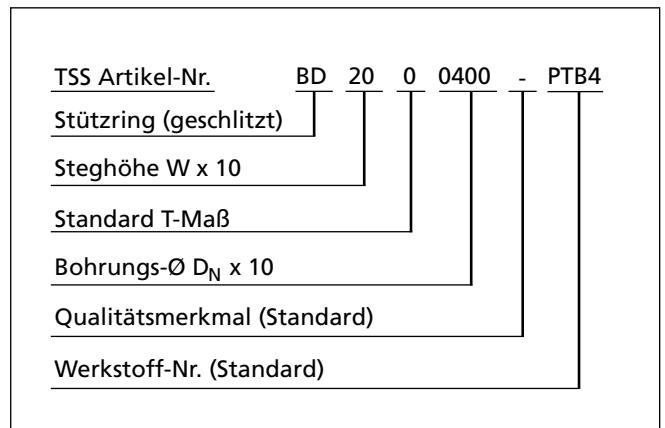 TSS Artikel-Nr. BD 20 0 0400 - PTB4
Stützring (geschlitzt)
Steghöhe W x 10
Standard T-Maß
Bohrungs-Ø D_N x 10
Qualitätsmerkmal (Standard)
Werkstoff-Nr. (Standard)